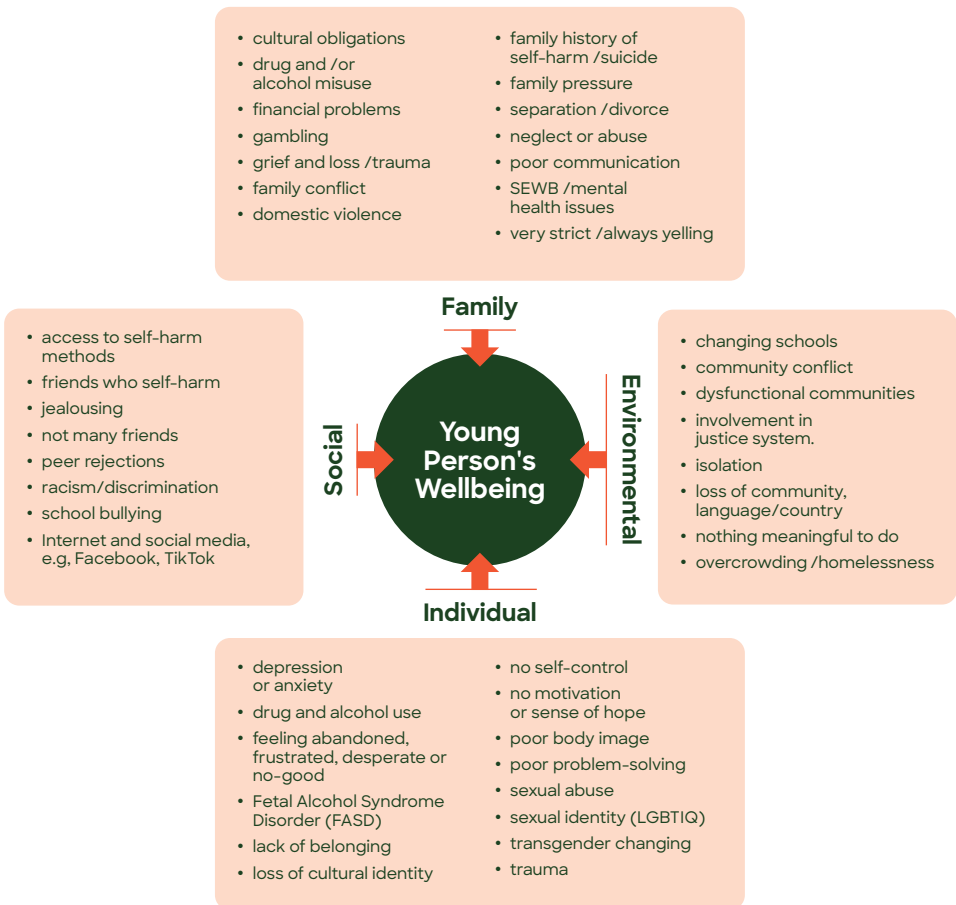 • cultural obligations
• drug and /or
alcohol misuse
• financial problems
• gambling
• grief and loss /trauma
• family conflict
• domestic violence
• family history of
self-harm /suicide
• family pressure
• separation /divorce
• neglect or abuse
• poor communication
• SEWB /mental
health issues
• very strict /always yelling
Family
• access to self-harm
methods
• friends who self-harm
• jealousing
• not many friends
• peer rejections
• racism/discrimination
• school bullying
• Internet and social media,
e.g, Facebook, TikTok
Social
Young
Person's
Wellbeing
Environmental
• changing schools
• community conflict
• dysfunctional communities
• involvement in
justice system.
• isolation
• loss of community,
language/country
• nothing meaningful to do
• overcrowding /homelessness
Individual
• depression
or anxiety
• drug and alcohol use
• feeling abandoned,
frustrated, desperate or
no-good
• Fetal Alcohol Syndrome
Disorder (FASD)
• lack of belonging
• loss of cultural identity
• no self-control
• no motivation
or sense of hope
• poor body image
• poor problem-solving
• sexual abuse
• sexual identity (LGBTIQ)
• transgender changing
• trauma